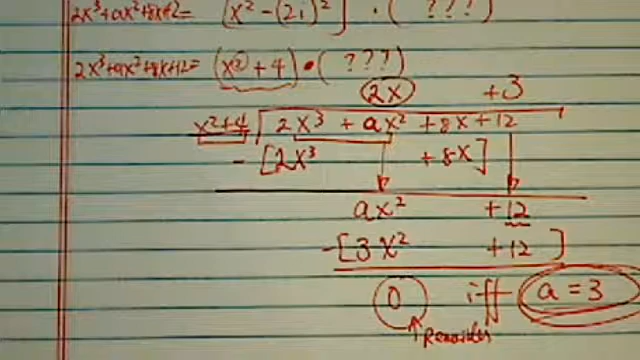 2x³+ax²+8x+12 = [x² - (2i)²] · ( ??? )
2x³+ax²+8x+12 = (x² + 4) • ( ??? )
2x +3
x²+4 2x³ + ax² + 8x + 12
- [2x³ + 8x]
ax² + 12
- [3x² + 12]
0 iff a = 3
Remainder